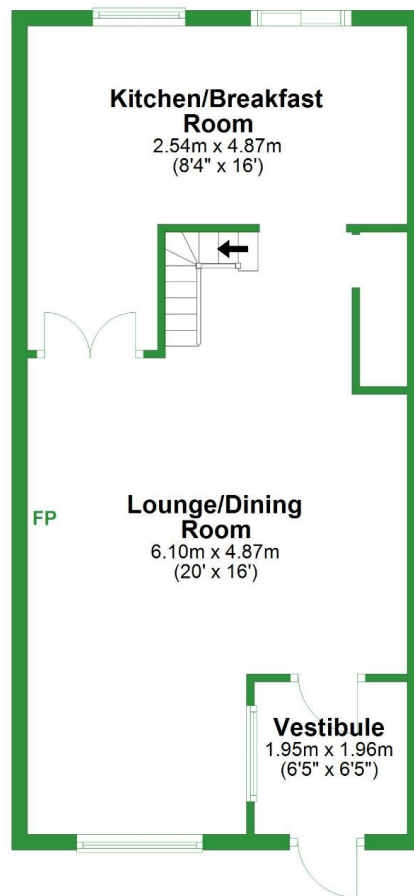 Kitchen/Breakfast
Room
2.54m x 4.87m
(8'4" x 16')
FP
Lounge/Dining
Room
6.10m x 4.87m
(20' x 16')
Vestibule
1.95m x 1.96m
(6'5" x 6'5")